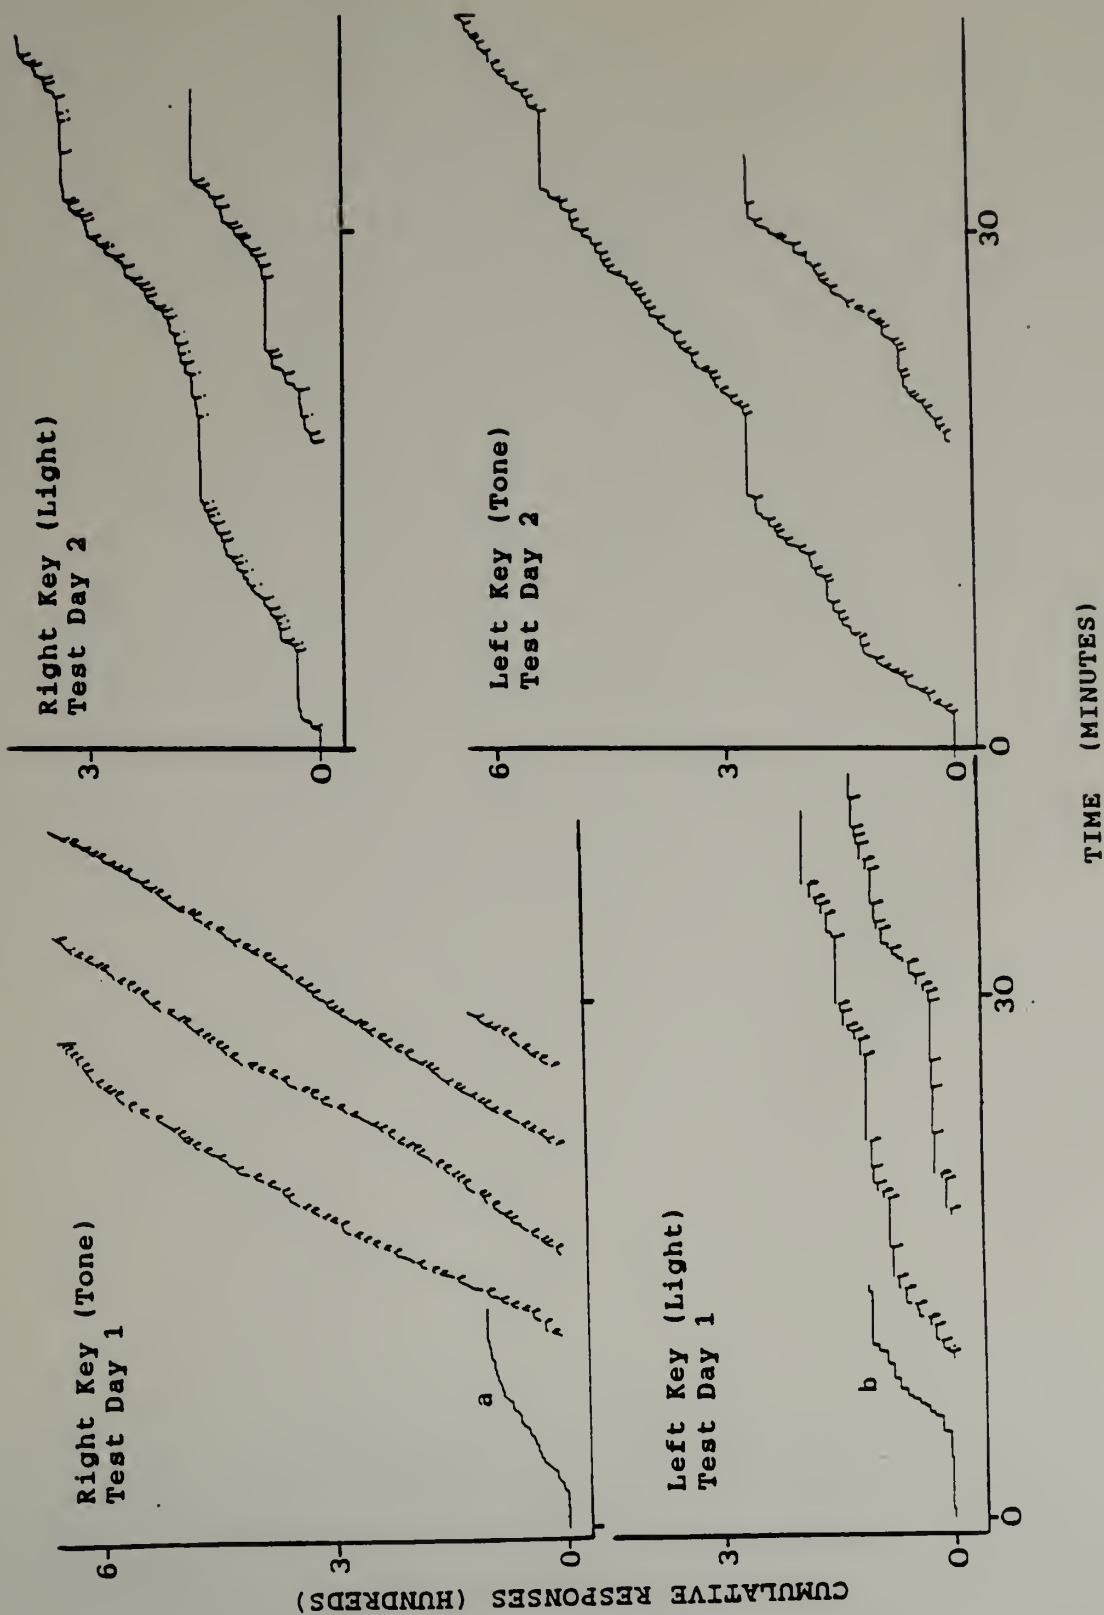 Right Key (Tone)
Test Day 1
6
3
0
a
Right Key (Light)
Test Day 2
3
0
Left Key (Light)
Test Day 1
3
0
b
0
30
Left Key (Tone)
Test Day 2
6
3
0
0
30
CUMULATIVE RESPONSES (HUNDREDS)
TIME (MINUTES)